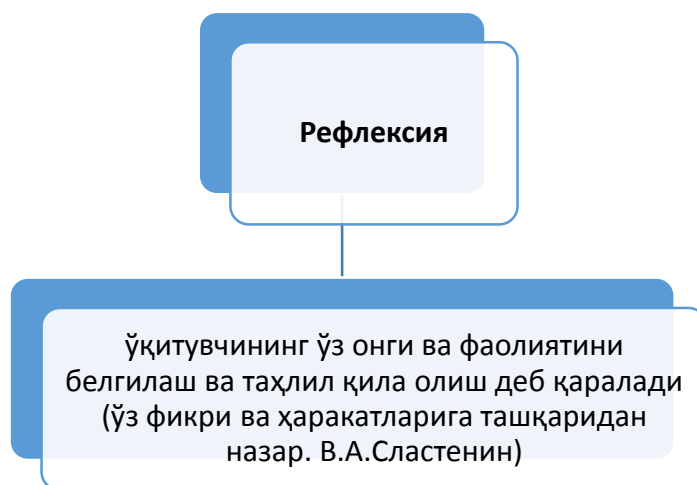 Рефлексия
ўқитувчининг ўз онги ва фаолиятини
белгилаш ва таҳлил қила олиш деб қаралади
(ўз фикри ва ҳаракатларига ташқаридан
назар. В.А.Сластенин)